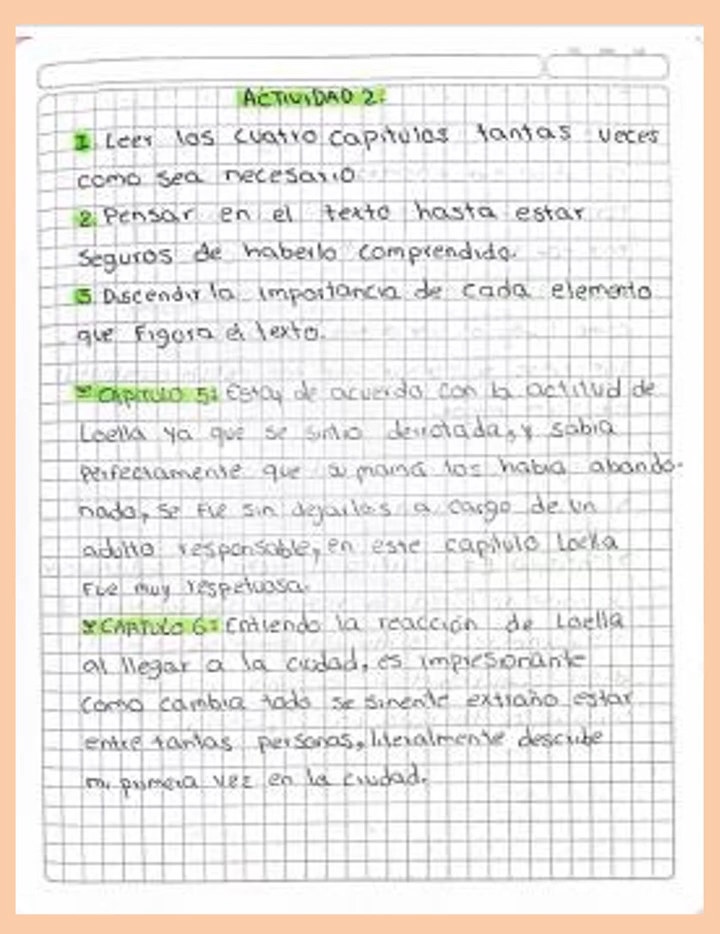 ACTIVIDAD 2:
1. Leer los cuatro capitulos tantas veces
como sea necesario.
2. Pensar en el texto hasta estar
seguros de haberlo comprendido.
3. Discendir la importancia de cada elemento
que Figora el texto.
* Capitulo 5: Estoy de acuerdo con la actitud de
Loella ya que se sintio derrotada, y sabia
perfectamente que su mamá los habia abando-
nado, se fue sin dejarlos a cargo de un
adulto responsable, en este capitulo Loella
Fue muy respetuosa.
* CAPITULO 6: Entiendo la reacción de Loella
al llegar a la ciudad, es impresionante
como cambia todo se sinente extraño estar
entre tantas personas, literalmente describe
mi primera vez en la ciudad.